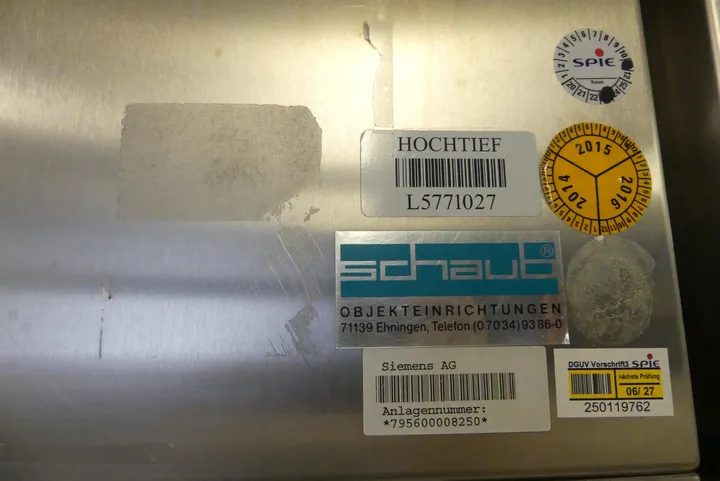 SPIE
HOCHTIEF
L5771027
2015
2014
2016
schaub®
OBJEKTEINRICHTUNGEN
71139 Ehningen, Telefon (07034) 9386-0
Siemens AG
Anlagennummer:
*795600008250*
DGUV Vorschrift3 SPIE
nächste Prüfung
06/ 27
250119762